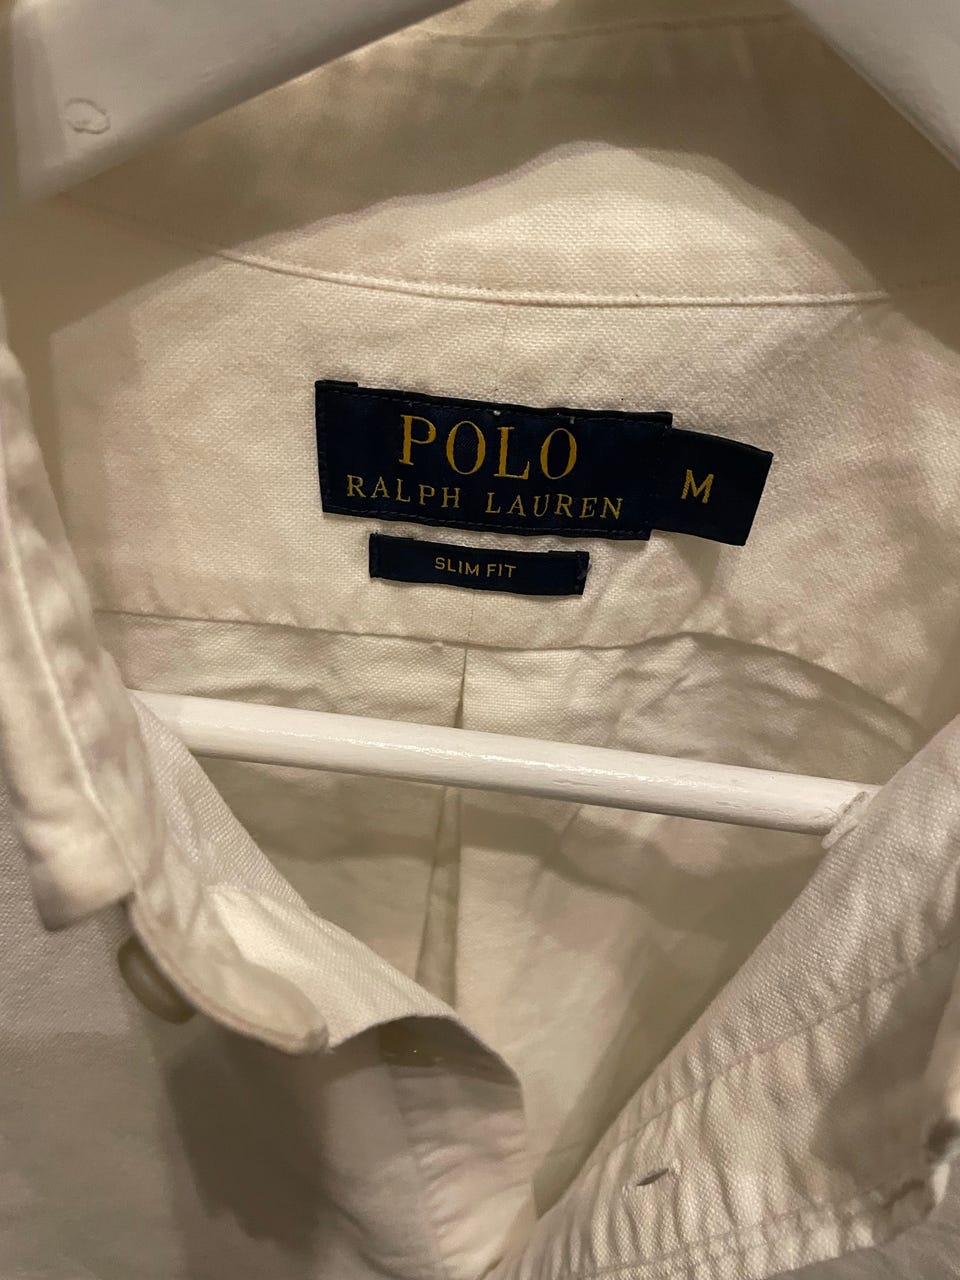 POLO
RALPH LAUREN
M
SLIM FIT